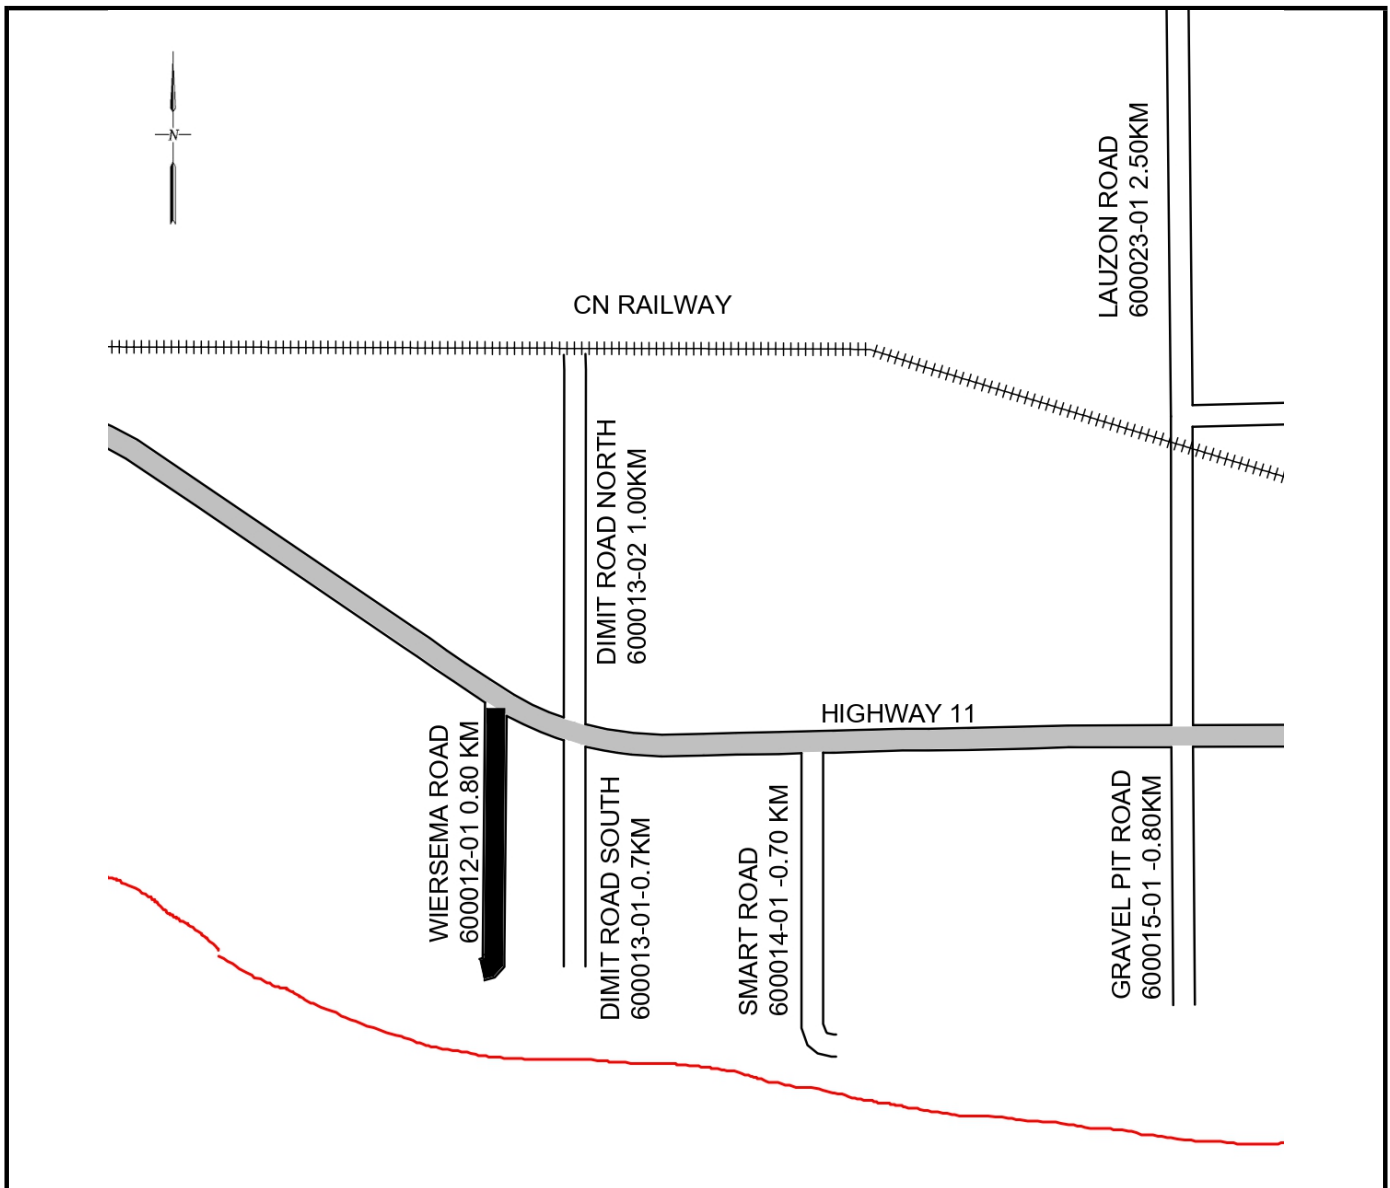 N
LAUZON ROAD
600023-01 2.50KM
CN RAILWAY
DIMIT ROAD NORTH
600013-02 1.00KM
HIGHWAY 11
WIERSEMA ROAD
600012-01 0.80 KM
DIMIT ROAD SOUTH
600013-01-0.7KM
SMART ROAD
600014-01 -0.70 KM
GRAVEL PIT ROAD
600015-01 -0.80KM